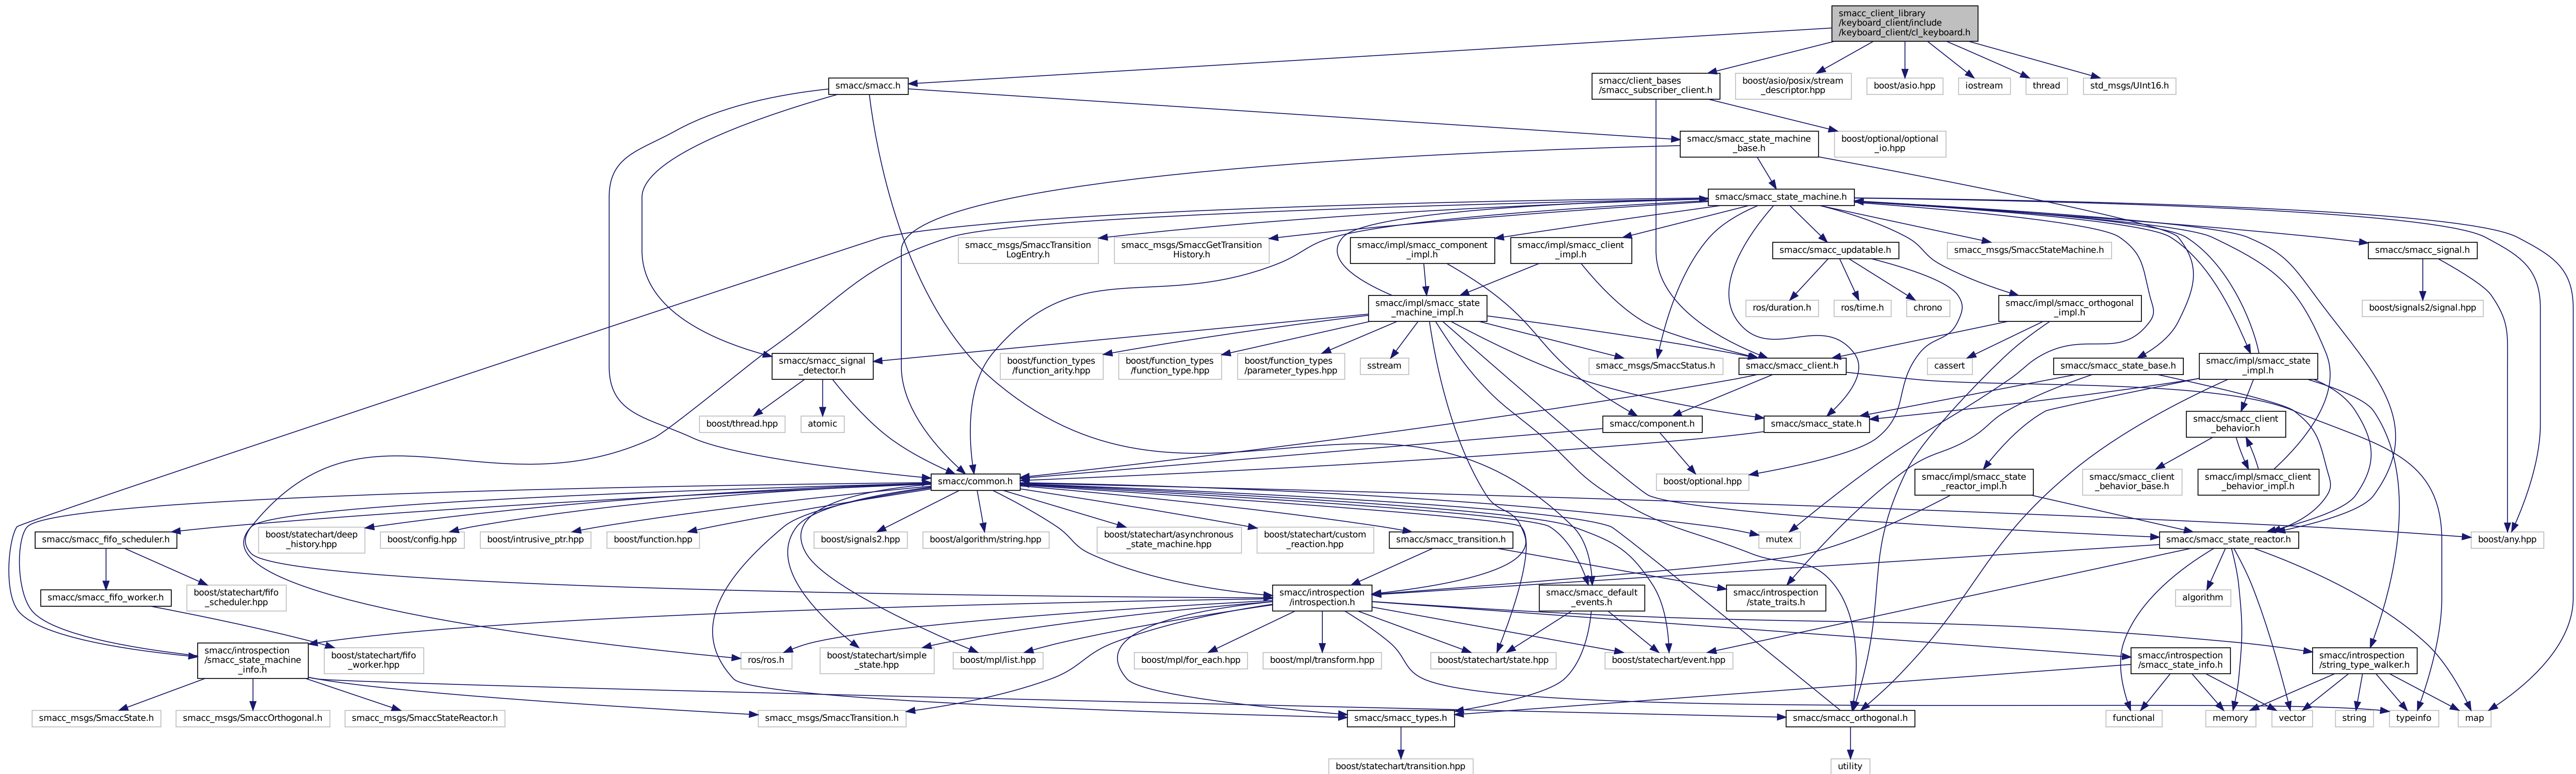 smacc_client_library
/keyboard_client/include
/keyboard_client/cl_keyboard.h
smacc/smacc.h
smacc/client_bases
/smacc_subscriber_client.h
boost/asio/posix/stream
_descriptor.hpp
boost/asio.hpp
iostream
thread
std_msgs/UInt16.h
smacc/smacc_state_machine
_base.h
boost/optional/optional
_io.hpp
smacc/smacc_state_machine.h
smacc_msgs/SmaccTransition
LogEntry.h
smacc_msgs/SmaccGetTransition
History.h
smacc/impl/smacc_component
_impl.h
smacc/impl/smacc_client
_impl.h
smacc/smacc_updatable.h
smacc_msgs/SmaccStateMachine.h
smacc/smacc_signal.h
smacc/impl/smacc_state
_machine_impl.h
ros/duration.h
ros/time.h
chrono
smacc/impl/smacc_orthogonal
_impl.h
boost/signals2/signal.hpp
smacc/smacc_signal
_detector.h
boost/function_types
/function_arity.hpp
boost/function_types
/function_type.hpp
boost/function_types
/parameter_types.hpp
sstream
smacc_msgs/SmaccStatus.h
smacc/smacc_client.h
cassert
smacc/smacc_state_base.h
smacc/impl/smacc_state
_impl.h
boost/thread.hpp
atomic
smacc/component.h
smacc/smacc_state.h
smacc/smacc_client
_behavior.h
smacc/common.h
boost/optional.hpp
smacc/impl/smacc_state
_reactor_impl.h
smacc/smacc_client
_behavior_base.h
smacc/impl/smacc_client
_behavior_impl.h
smacc/smacc_fifo_scheduler.h
boost/statechart/deep
_history.hpp
boost/config.hpp
boost/intrusive_ptr.hpp
boost/function.hpp
boost/signals2.hpp
boost/algorithm/string.hpp
boost/statechart/asynchronous
_state_machine.hpp
boost/statechart/custom
_reaction.hpp
smacc/smacc_transition.h
mutex
smacc/smacc_state_reactor.h
boost/any.hpp
smacc/smacc_fifo_worker.h
boost/statechart/fifo
_scheduler.hpp
smacc/introspection
/introspection.h
smacc/smacc_default
_events.h
smacc/introspection
/state_traits.h
algorithm
smacc/introspection
/smacc_state_machine
_info.h
boost/statechart/fifo
_worker.hpp
ros/ros.h
boost/statechart/simple
_state.hpp
boost/mpl/list.hpp
boost/mpl/for_each.hpp
boost/mpl/transform.hpp
boost/statechart/state.hpp
boost/statechart/event.hpp
smacc/introspection
/smacc_state_info.h
smacc/introspection
/string_type_walker.h
smacc_msgs/SmaccState.h
smacc_msgs/SmaccOrthogonal.h
smacc_msgs/SmaccStateReactor.h
smacc_msgs/SmaccTransition.h
smacc/smacc_types.h
smacc/smacc_orthogonal.h
functional
memory
vector
string
typeinfo
map
boost/statechart/transition.hpp
utility